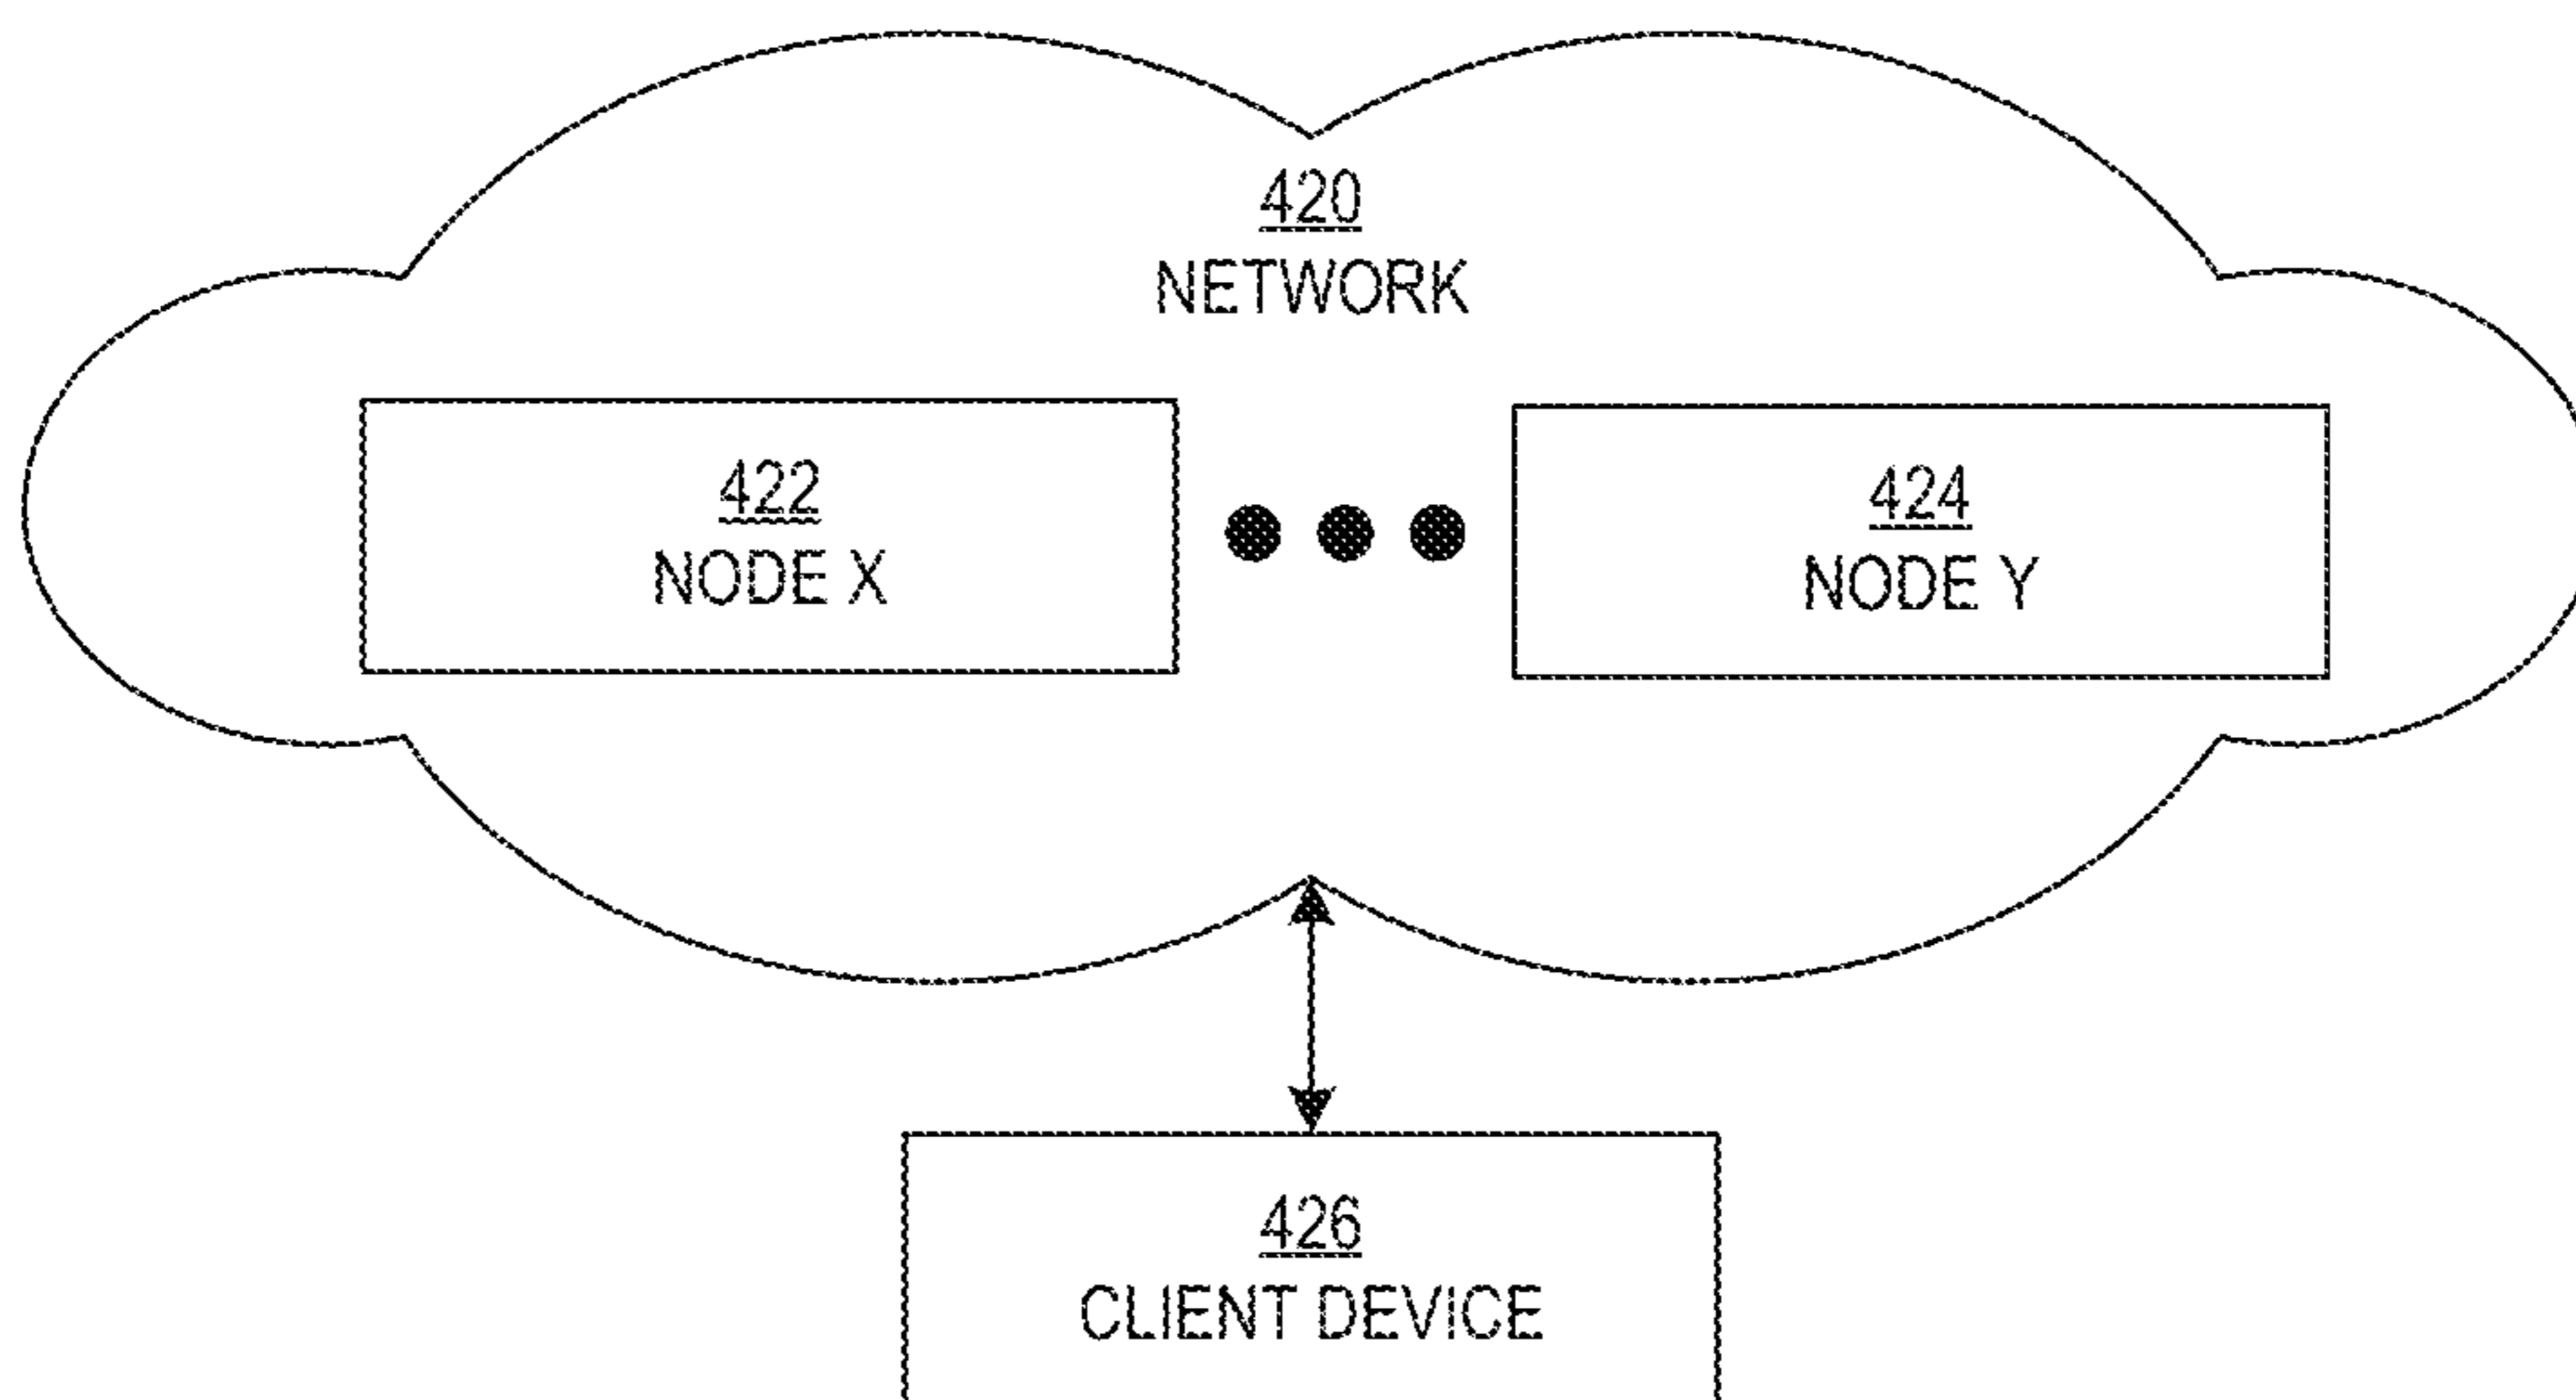 420
NETWORK
422
NODE X
424
NODE Y
426
CLIENT DEVICE